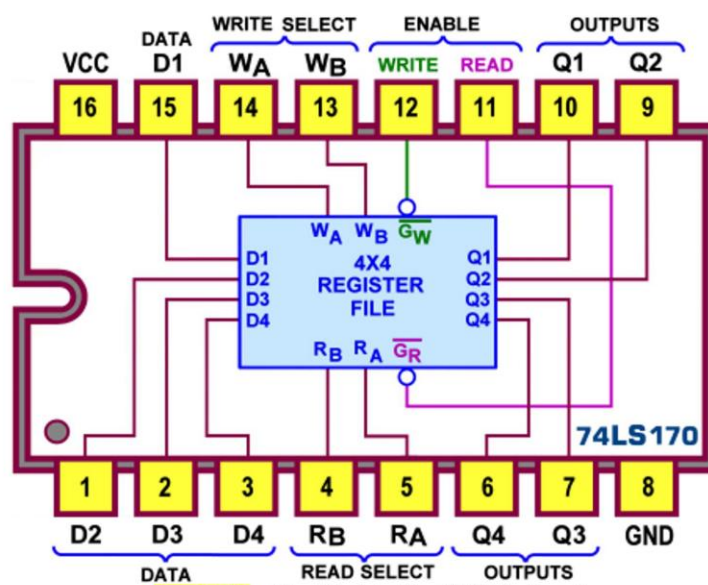 WRITE SELECT ENABLE OUTPUTS
DATA
VCC D1 WA WB WRITE READ Q1 Q2
16 15 14 13 12 11 10 9
WA WB GW
D1 4X4 Q1
D2 REGISTER Q2
D3 FILE Q3
D4 Q4
RB RA GR
74LS170
1 2 3 4 5 6 7 8
D2 D3 D4 RB RA Q4 Q3 GND
DATA READ SELECT OUTPUTS